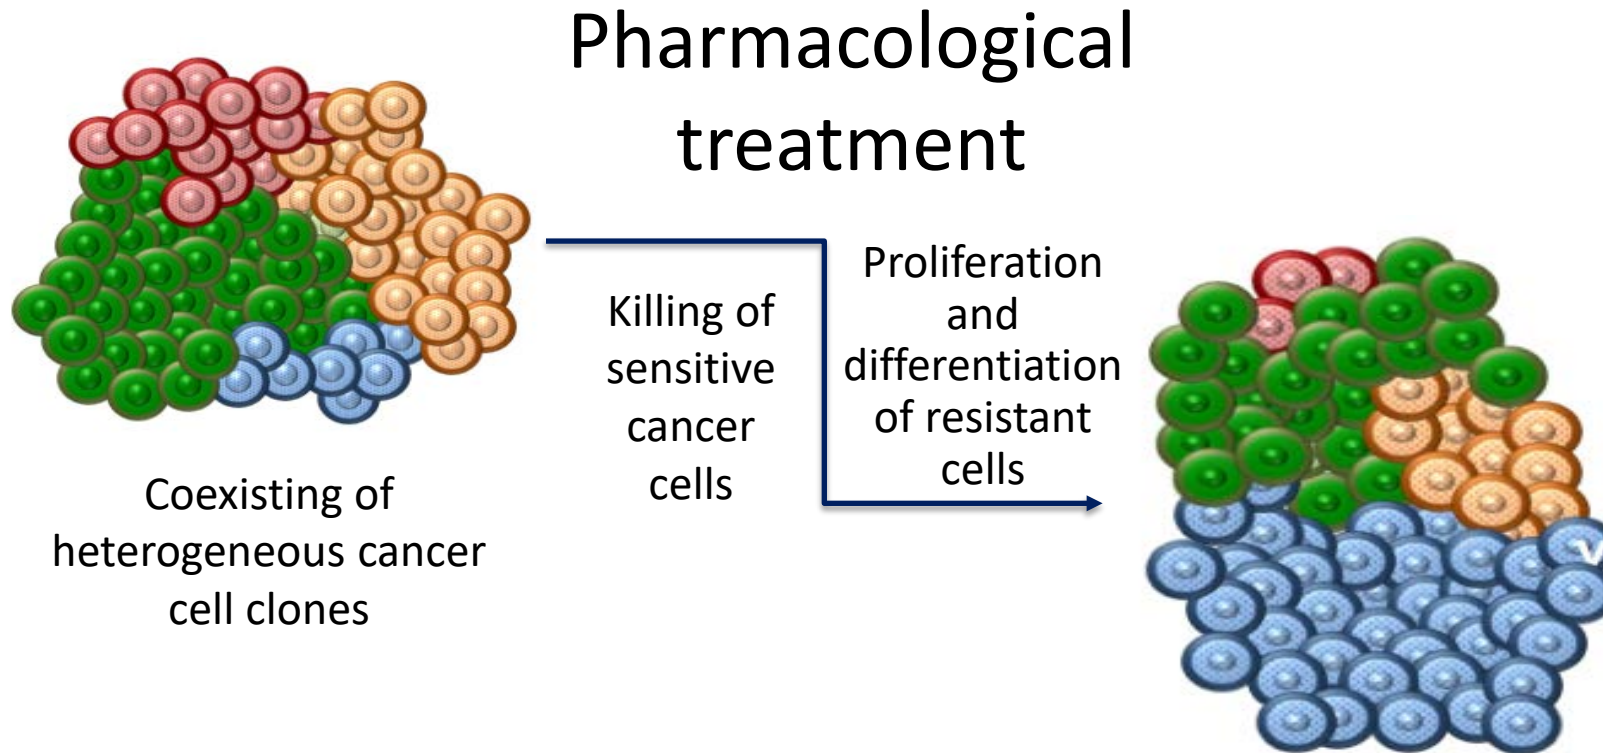 Pharmacological
treatment
Killing of
sensitive
cancer
cells
Proliferation
and
differentiation
of resistant
cells
Coexisting of
heterogeneous cancer
cell clones
v